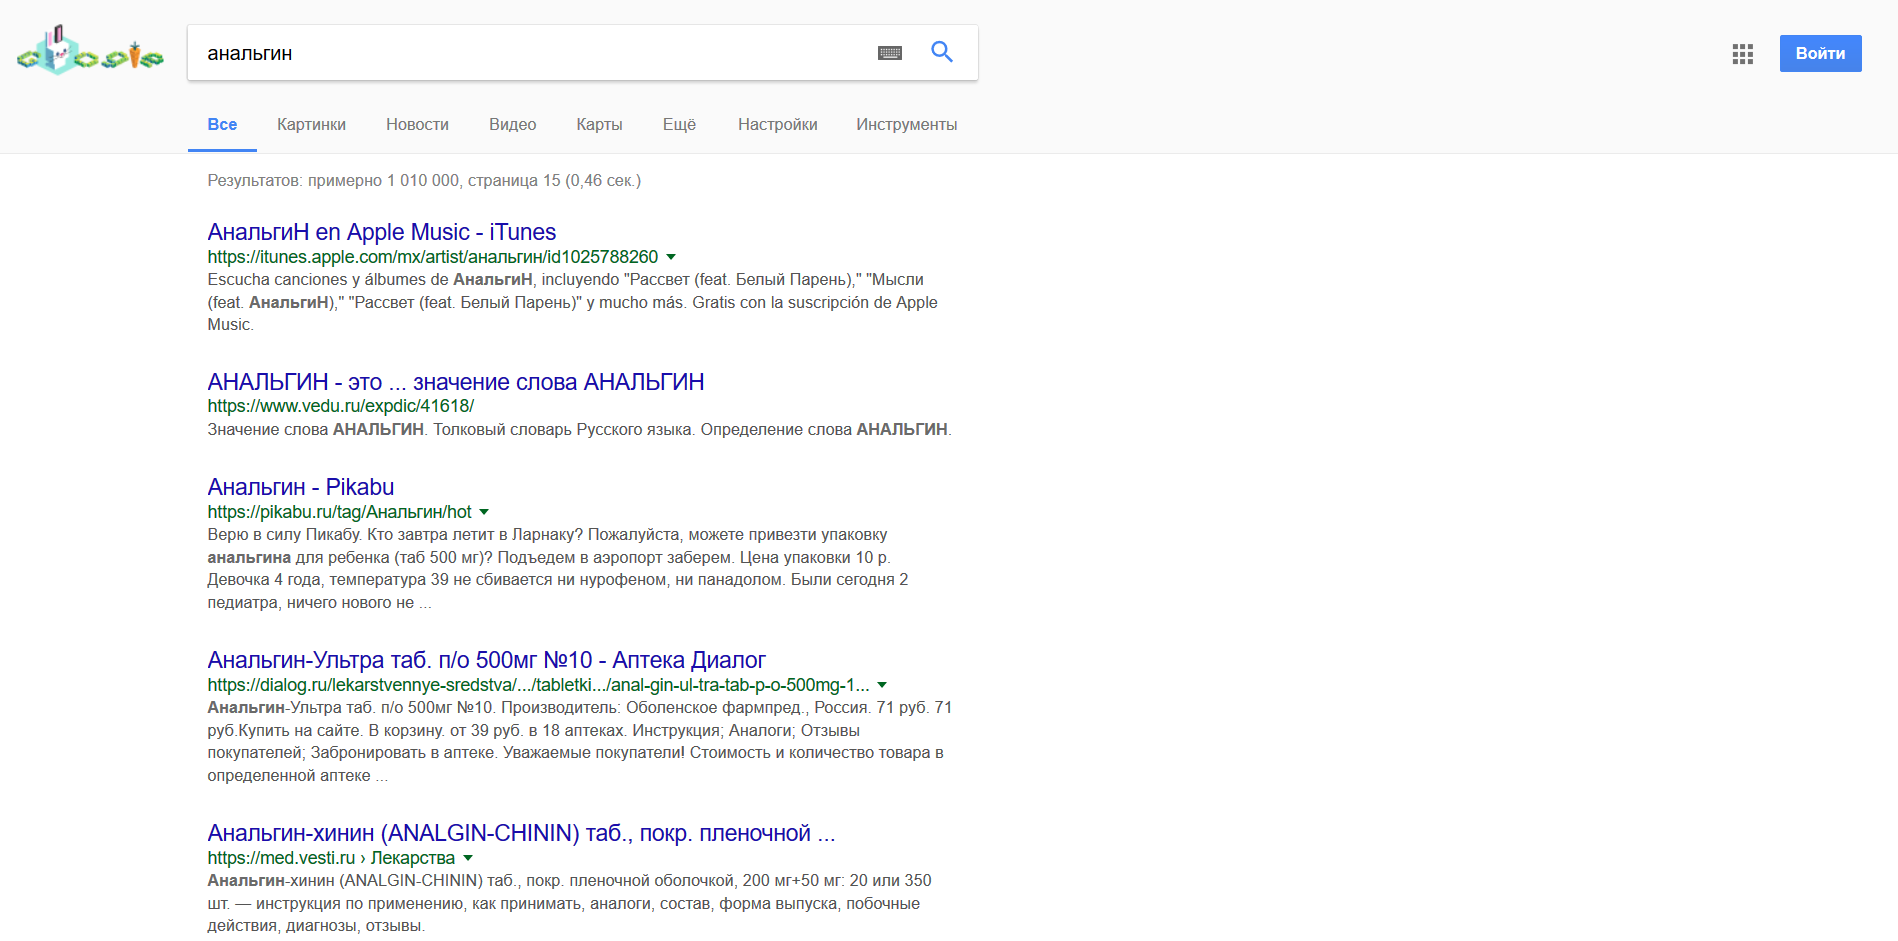 анальгин
Войти
Все Картинки Новости Видео Карты Ещё Настройки Инструменты
Результатов: примерно 1 010 000, страница 15 (0,46 сек.)
АнальгиН en Apple Music - iTunes
https://itunes.apple.com/mx/artist/анальгин/id1025788260
Escucha canciones y álbumes de АнальгиН, incluyendo "Рассвет (feat. Белый Парень)," "Мысли
(feat. АнальгиН)," "Рассвет (feat. Белый Парень)" y mucho más. Gratis con la suscripción de Apple
Music.
АНАЛЬГИН - это ... значение слова АНАЛЬГИН
https://www.vedu.ru/expdic/41618/
Значение слова АНАЛЬГИН. Толковый словарь Русского языка. Определение слова АНАЛЬГИН.
Анальгин - Pikabu
https://pikabu.ru/tag/Анальгин/hot
Верю в силу Пикабу. Кто завтра летит в Ларнаку? Пожалуйста, можете привезти упаковку
анальгина для ребенка (таб 500 мг)? Подъедем в аэропорт заберем. Цена упаковки 10 р.
Девочка 4 года, температура 39 не сбивается ни нурофеном, ни панадолом. Были сегодня 2
педиатра, ничего нового не ...
Анальгин-Ультра таб. п/о 500мг №10 - Аптека Диалог
https://dialog.ru/lekarstvennye-sredstva/.../tabletki.../anal-gin-ul-tra-tab-p-o-500mg-1...
Анальгин-Ультра таб. п/о 500мг №10. Производитель: Оболенское фармпред., Россия. 71 руб. 71
руб.Купить на сайте. В корзину. от 39 руб. в 18 аптеках. Инструкция; Аналоги; Отзывы
покупателей; Забронировать в аптеке. Уважаемые покупатели! Стоимость и количество товара в
определенной аптеке ...
Анальгин-хинин (ANALGIN-CHININ) таб., покр. пленочной ...
https://med.vesti.ru › Лекарства
Анальгин-хинин (ANALGIN-CHININ) таб., покр. пленочной оболочкой, 200 мг+50 мг: 20 или 350
шт. — инструкция по применению, как принимать, аналоги, состав, форма выпуска, побочные
действия, диагнозы, отзывы.